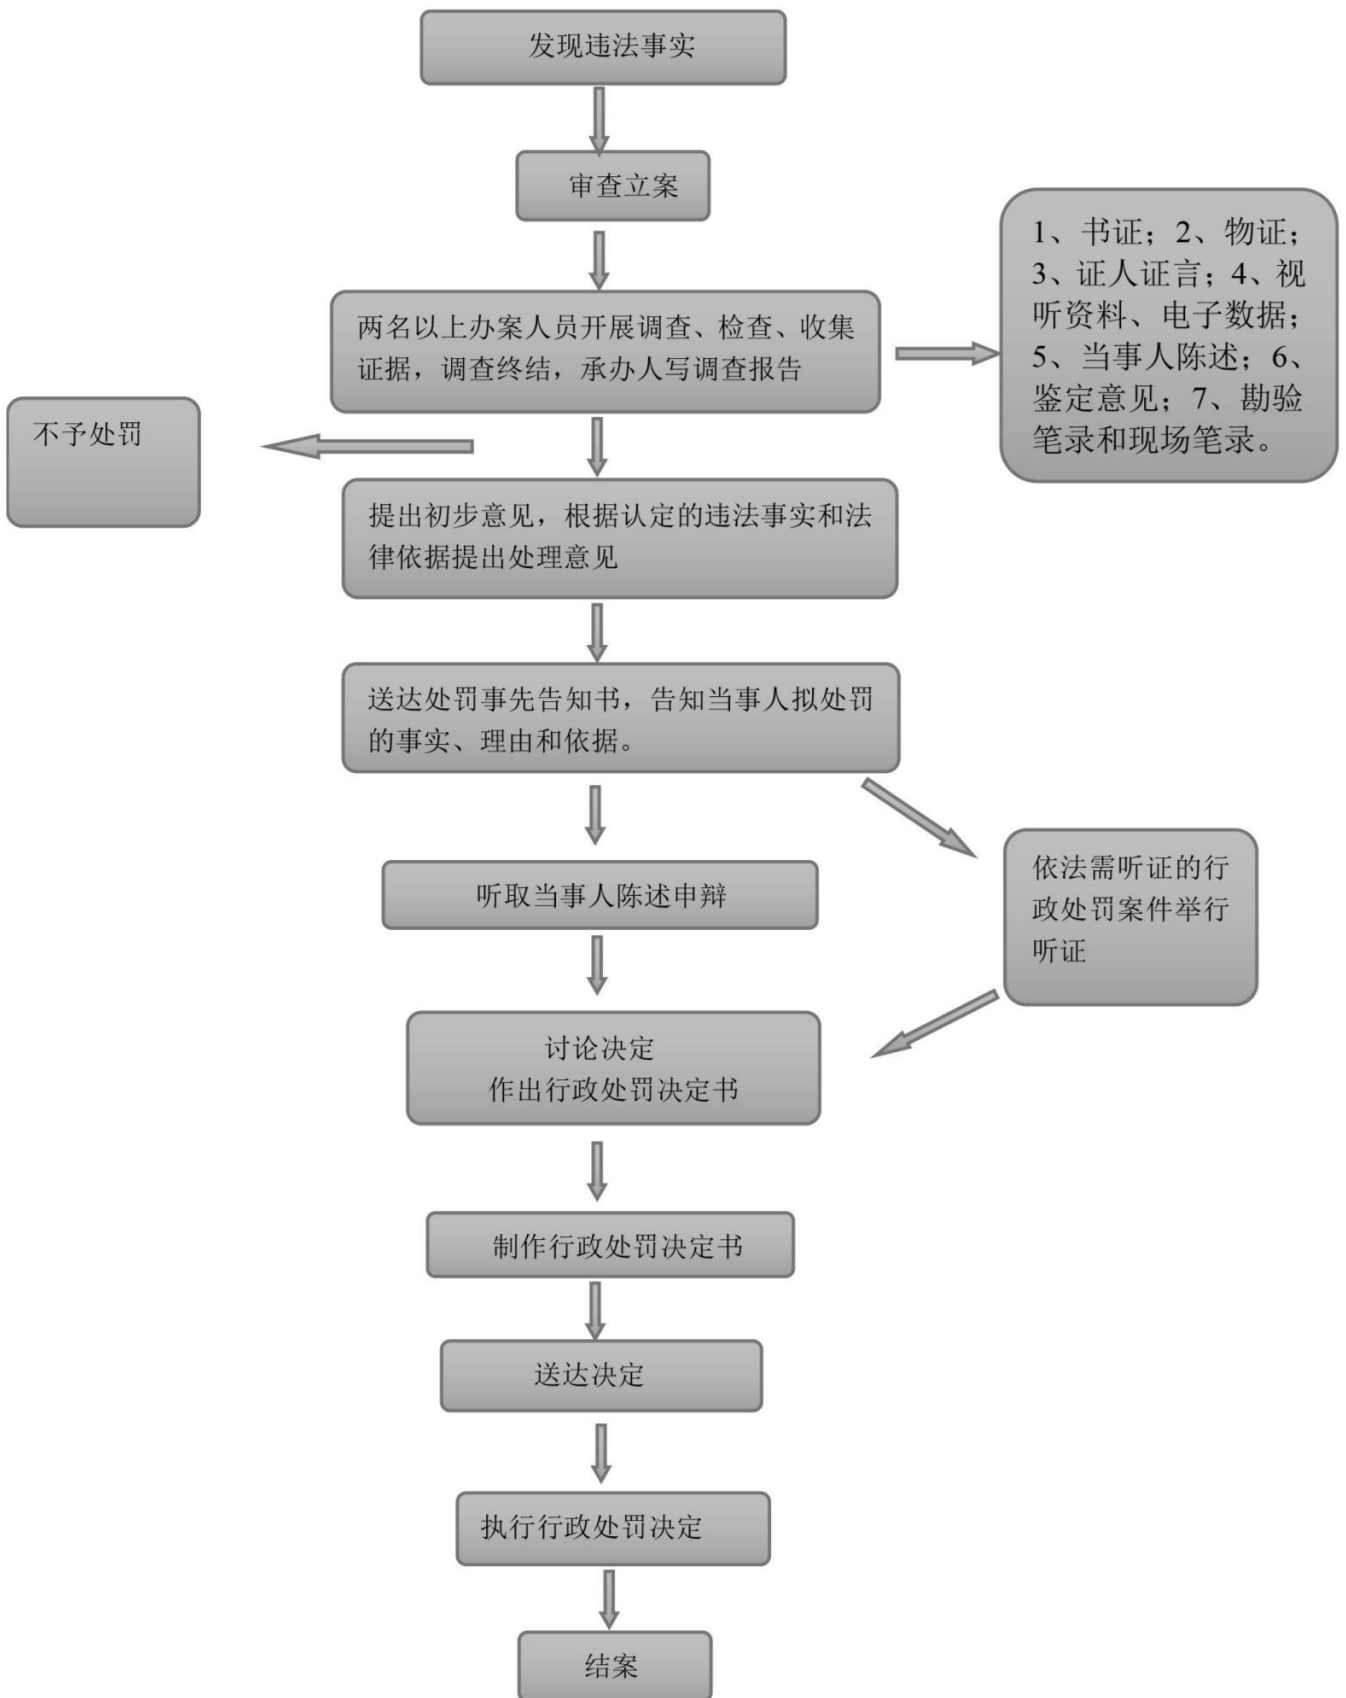 发现违法事实
审查立案
1、书证；2、物证；
3、证人证言；4、视
听资料、电子数据；
5、当事人陈述；6、
鉴定意见；7、勘验
笔录和现场笔录。
两名以上办案人员开展调查、检查、收集
证据，调查终结，承办人写调查报告
不予处罚
提出初步意见，根据认定的违法事实和法
律依据提出处理意见
送达处罚事先告知书，告知当事人拟处罚
的事实、理由和依据。
听取当事人陈述申辩
依法需听证的行
政处罚案件举行
听证
讨论决定
作出行政处罚决定书
制作行政处罚决定书
送达决定
执行行政处罚决定
结案